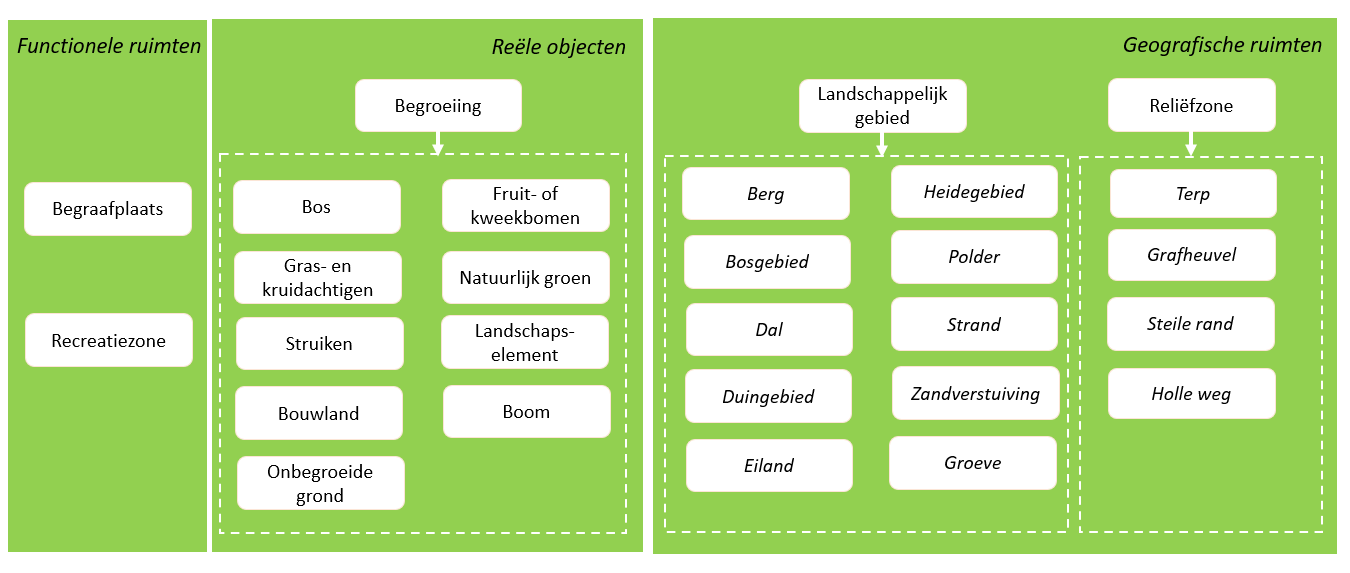 Functionele ruimten
Begraafplaats
Recreatiezone
Reële objecten
Begroeiing
Bos
Gras- en
kruidachtigen
Struiken
Bouwland
Onbegroeide
grond
Fruit- of
kweekbomen
Natuurlijk groen
Landschaps-
element
Boom
Geografische ruimten
Landschappelijk
gebied
Berg
Bosgebied
Dal
Duingebied
Eiland
Heidegebied
Polder
Strand
Zandverstuiving
Groeve
Reliëfzone
Terp
Grafheuvel
Steile rand
Holle weg